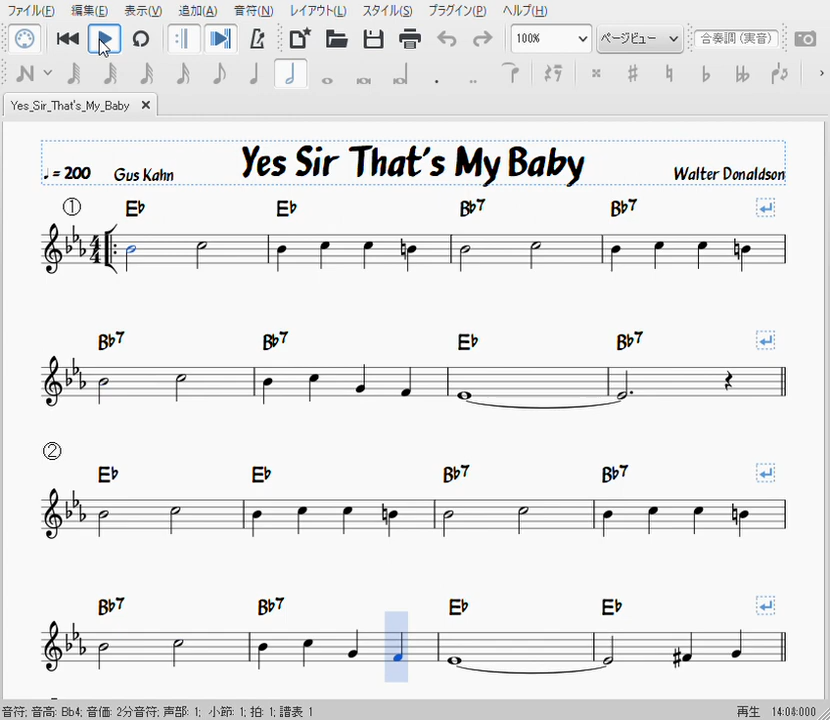 ファイル(F) 編集(E) 表示(V) 追加(A) 音符(N) レイアウト(L) スタイル(S) プラグイン(P) ヘルプ(H)
100% ページビュー 合奏調 (実音)
N
Yes_Sir_That's_My_Baby
Yes Sir That's My Baby
♩ = 200 Gus Kahn Walter Donaldson
① E♭ E♭ B♭7 B♭7
B♭7 B♭7 E♭ B♭7
②
E♭ E♭ B♭7 B♭7
B♭7 B♭7 E♭ E♭
音符; 音高: Bb4; 音価: 2分音符; 声部: 1; 小節: 1; 拍: 1; 譜表 1 再生 14:04:000